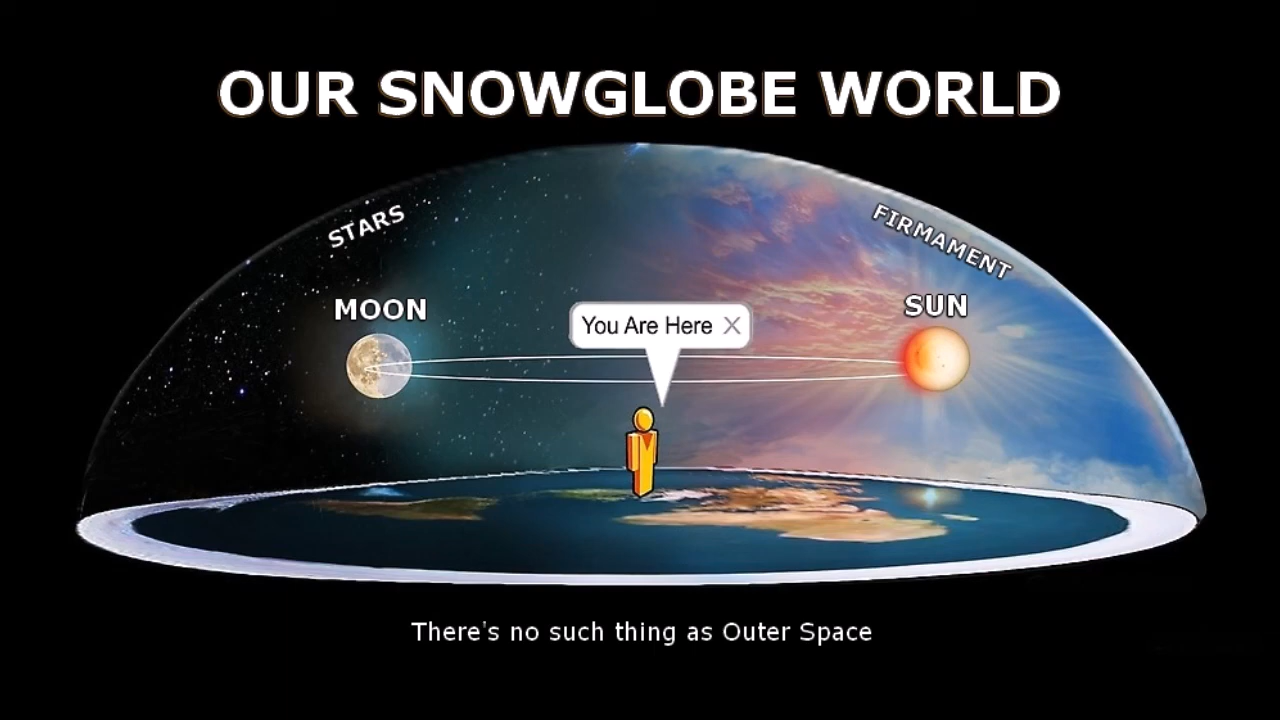 OUR SNOWGLOBE WORLD
STARS
FIRMAMENT
MOON
SUN
You Are Here
There's no such thing as Outer Space